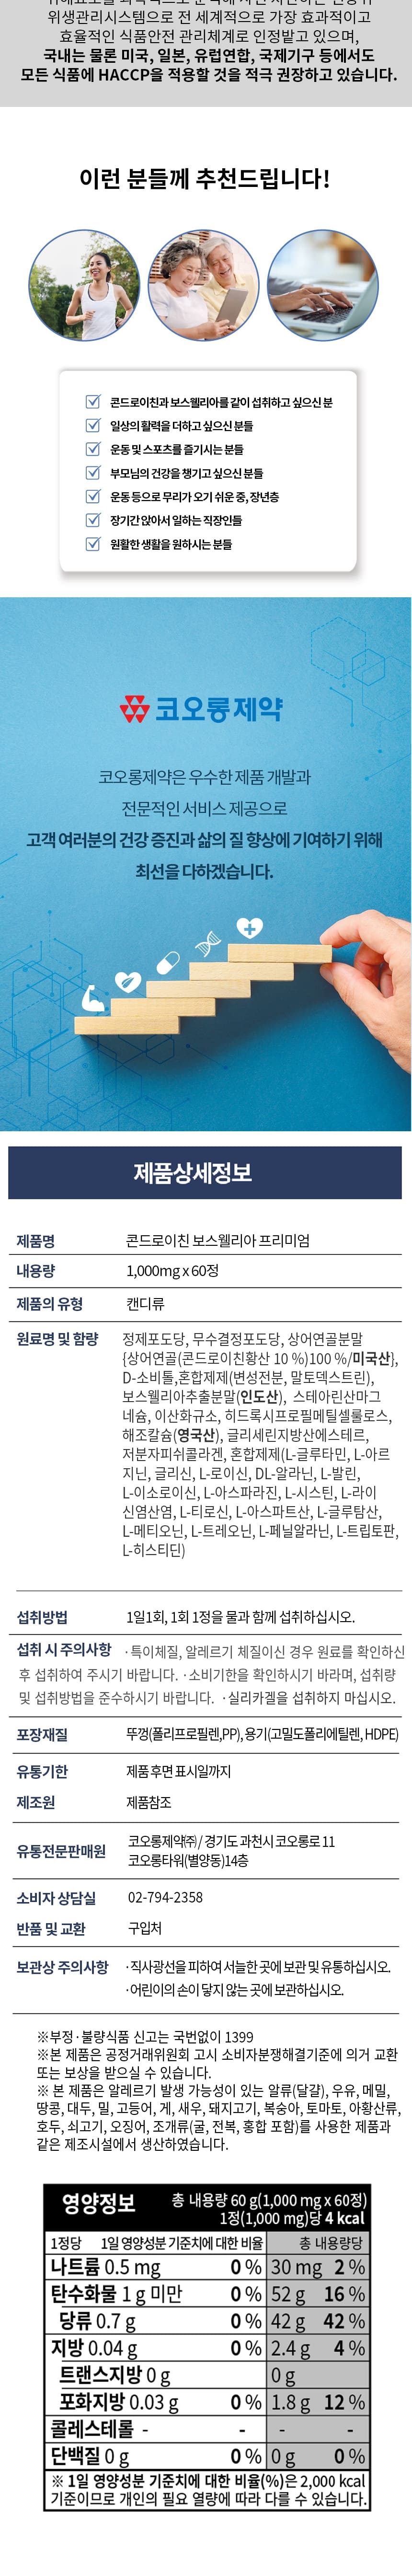 위생관리시스템으로 전 세계적으로 가장 효과적이고
효율적인 식품안전 관리체계로 인정받고 있으며,
국내는 물론 미국, 일본, 유럽연합, 국제기구 등에서도
모든 식품에 HACCP을 적용할 것을 적극 권장하고 있습니다.
이런 분들께 추천드립니다!
콘드로이친과 보스웰리아를 같이 섭취하고 싶으신 분
일상의 활력을 더하고 싶으신 분들
운동 및 스포츠를 즐기시는 분들
부모님의 건강을 챙기고 싶으신 분들
운동 등으로 무리가 오기 쉬운 중, 장년층
장기간 앉아서 일하는 직장인들
원활한 생활을 원하시는 분들
코오롱제약
코오롱제약은 우수한 제품 개발과
전문적인 서비스 제공으로
고객 여러분의 건강 증진과 삶의 질 향상에 기여하기 위해
최선을 다하겠습니다.
제품상세정보
제품명 콘드로이친 보스웰리아 프리미엄
내용량 1,000mg x 60정
제품의 유형 캔디류
원료명 및 함량 정제포도당, 무수결정포도당, 상어연골분말
{상어연골(콘드로이친황산 10 %)100 %/미국산},
D-소비톨,혼합제제(변성전분, 말토덱스트린),
보스웰리아추출분말(인도산), 스테아린산마그
네슘, 이산화규소, 히드록시프로필메틸셀룰로스,
해조칼슘(영국산), 글리세린지방산에스테르,
저분자피쉬콜라겐, 혼합제제(L-글루타민, L-아르
지닌, 글리신, L-로이신, DL-알라닌, L-발린,
L-이소로이신, L-아스파라진, L-시스틴, L-라이
신염산염, L-티로신, L-아스파트산, L-글루탐산,
L-메티오닌, L-트레오닌, L-페닐알라닌, L-트립토판,
L-히스티딘)
섭취방법 1일1회, 1회 1정을 물과 함께 섭취하십시오.
섭취 시 주의사항 ·특이체질, 알레르기 체질이신 경우 원료를 확인하신
후 섭취하여 주시기 바랍니다. ·소비기한을 확인하시기 바라며, 섭취량
및 섭취방법을 준수하시기 바랍니다. ·실리카겔을 섭취하지 마십시오.
포장재질 뚜껑(폴리프로필렌,PP), 용기(고밀도폴리에틸렌, HDPE)
유통기한 제품 후면 표시일까지
제조원 제품참조
유통전문판매원 코오롱제약㈜/ 경기도 과천시 코오롱로 11
코오롱타워(별양동)14층
소비자 상담실 02-794-2358
반품 및 교환 구입처
보관상 주의사항 ·직사광선을 피하여 서늘한 곳에 보관 및 유통하십시오.
·어린이의 손이 닿지 않는 곳에 보관하십시오.
※부정·불량식품 신고는 국번없이 1399
※본 제품은 공정거래위원회 고시 소비자분쟁해결기준에 의거 교환
또는 보상을 받으실 수 있습니다.
※ 본 제품은 알레르기 발생 가능성이 있는 알류(달걀), 우유, 메밀,
땅콩, 대두, 밀, 고등어, 게, 새우, 돼지고기, 복숭아, 토마토, 아황산류,
호두, 쇠고기, 오징어, 조개류(굴, 전복, 홍합 포함)를 사용한 제품과
같은 제조시설에서 생산하였습니다.
영양정보 총 내용량 60 g(1,000 mg x 60정)
1정(1,000 mg)당 4 kcal
1정당 1일 영양성분 기준치에 대한 비율 총 내용량당
나트륨 0.5 mg 0 % 30 mg 2 %
탄수화물 1 g 미만 0 % 52 g 16 %
당류 0.7 g 0 % 42 g 42 %
지방 0.04 g 0 % 2.4 g 4 %
트랜스지방 0 g 0 g
포화지방 0.03 g 0 % 1.8 g 12 %
콜레스테롤 - - - -
단백질 0 g 0 % 0 g 0 %
※ 1일 영양성분 기준치에 대한 비율(%)은 2,000 kcal
기준이므로 개인의 필요 열량에 따라 다를 수 있습니다.